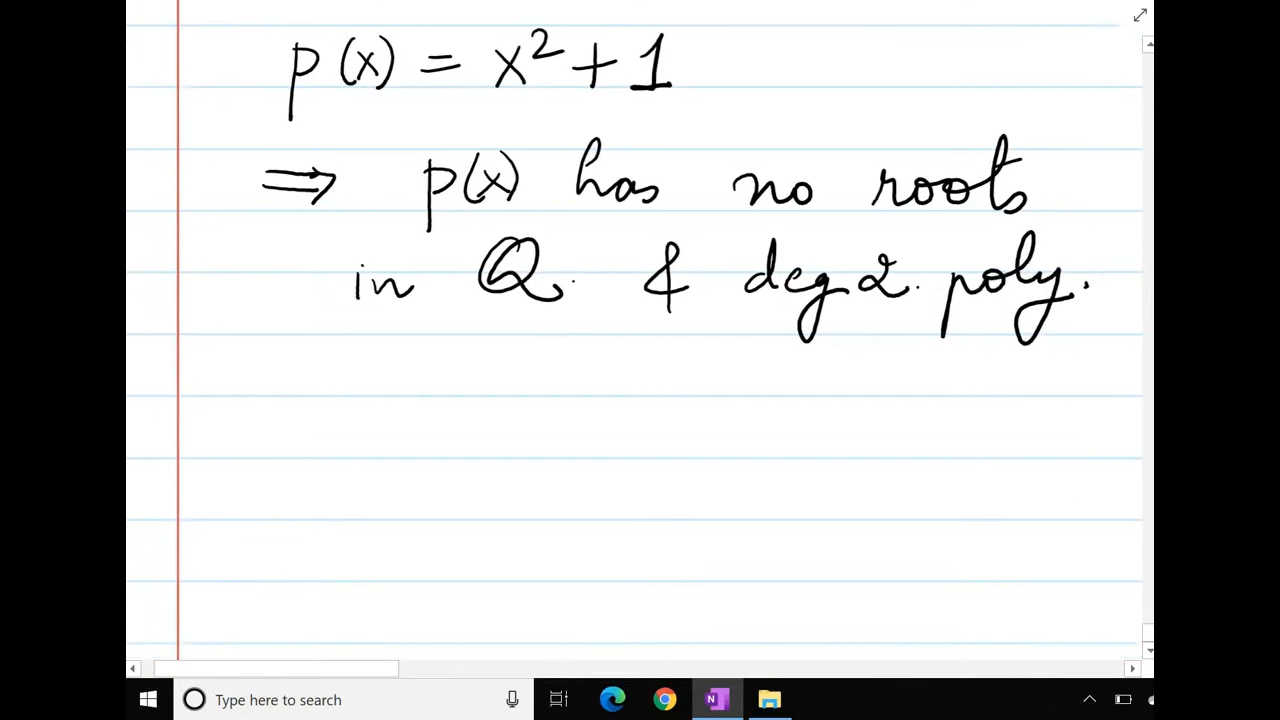 p(x) = x² + 1
⇒ p(x) has no roots
in Q. & deg 2. poly.
Type here to search